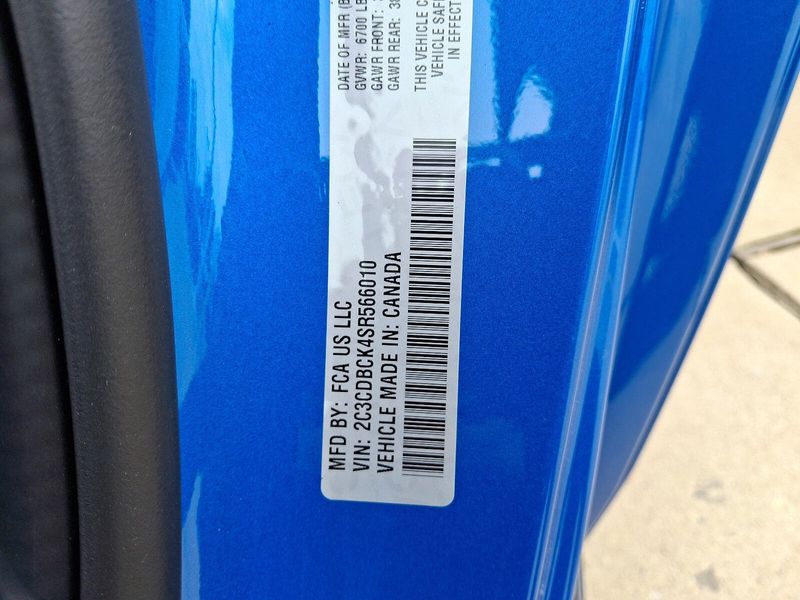 MFD BY: FCA US LLC
VIN: 2C3CDBCK4SR566010
VEHICLE MADE IN: CANADA
DATE OF MFR
GVWR: 6700 LB
GAWR FRONT:
GAWR REAR:
THIS VEHICLE
VEHICLE
IN EFFECT